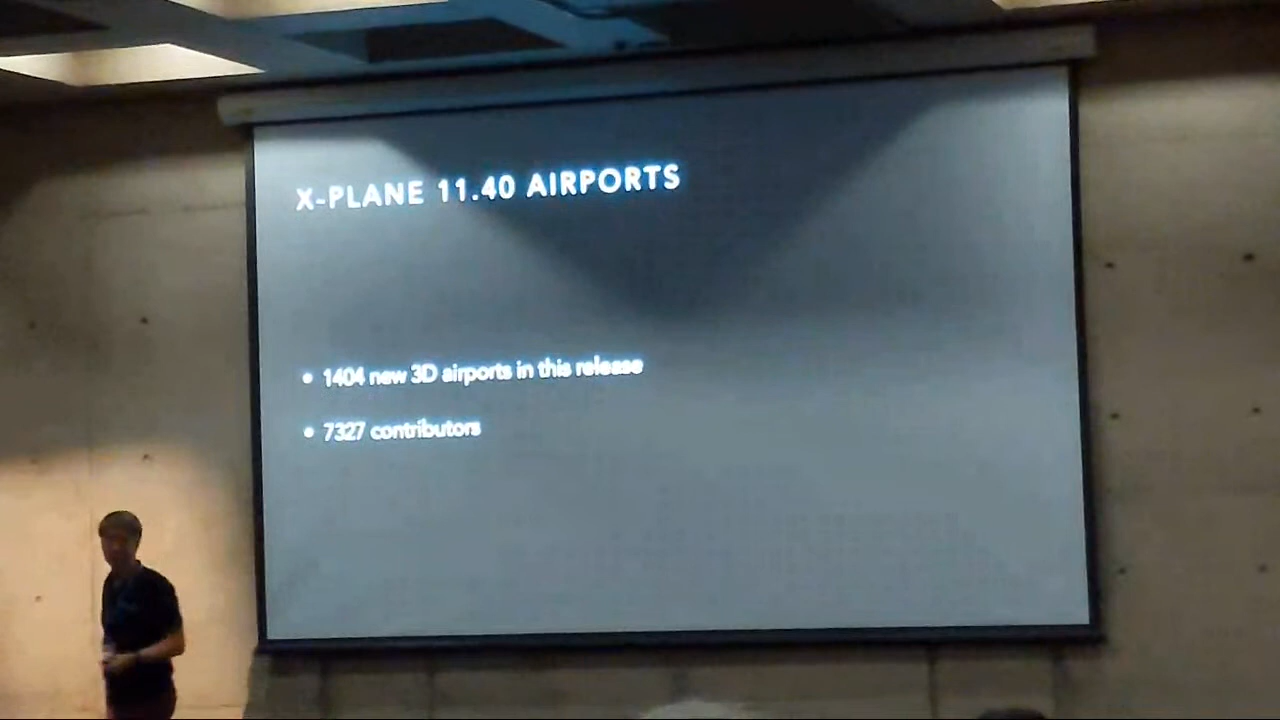 X-PLANE 11.40 AIRPORTS
• 1404 new 3D airports in this release
• 7327 contributors